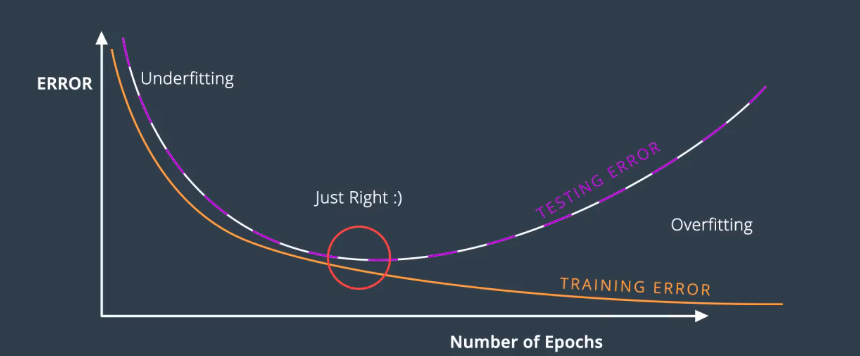 Underfitting
ERROR
Just Right :)
TESTING ERROR
Overfitting
TRAINING ERROR
Number of Epochs